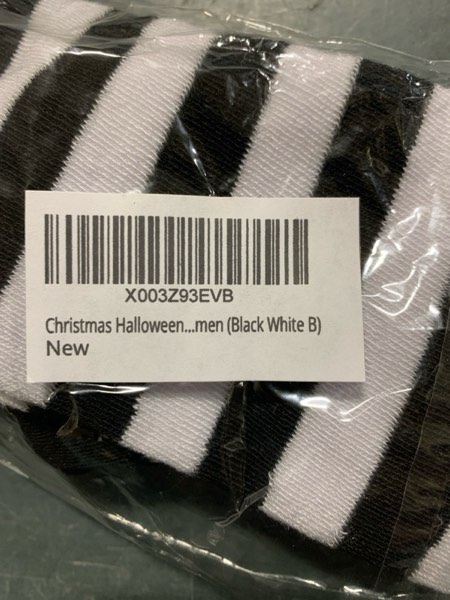 X003Z93EVB
Christmas Halloween...men (Black White B)
New